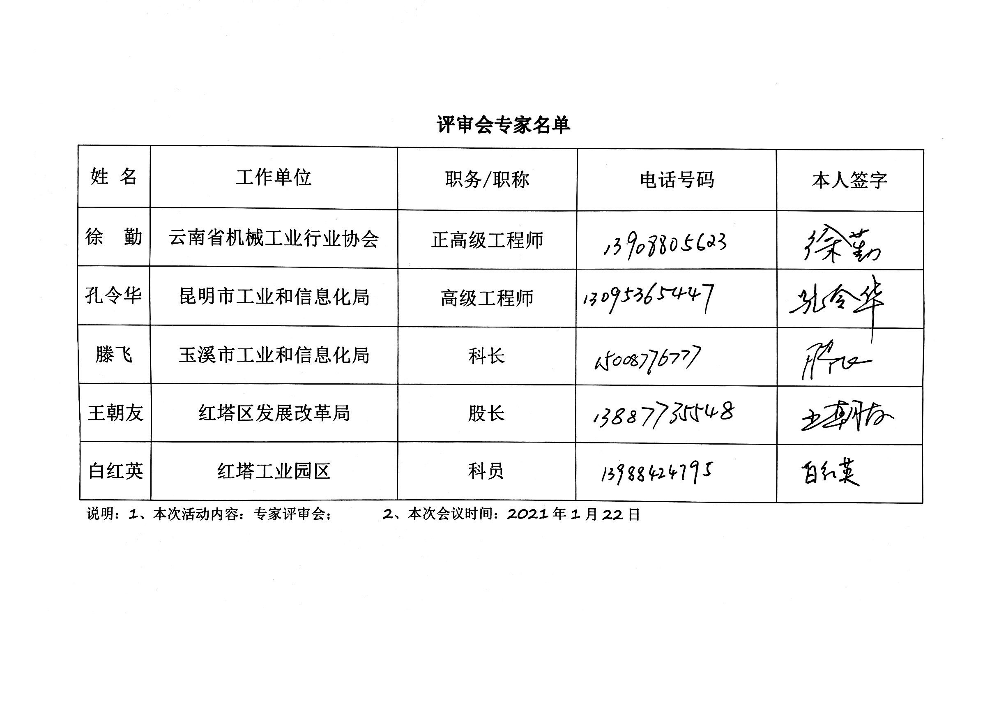 评审会专家名单
姓 名 工作单位 职务/职称 电话号码 本人签字
徐 勤 云南省机械工业行业协会 正高级工程师 13908805623 徐勤
孔令华 昆明市工业和信息化局 高级工程师 13095365447 孔令华
滕飞 玉溪市工业和信息化局 科长 15008776777 滕飞
王朝友 红塔区发展改革局 股长 13887735548 王朝友
白红英 红塔工业园区 科员 13988424795 白红英
说明：1、本次活动内容：专家评审会； 2、本次会议时间：2021年1月22日